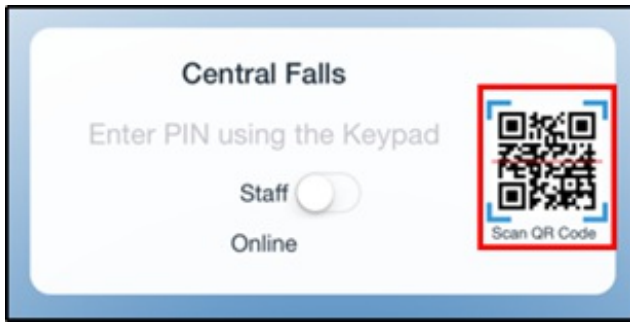 Central Falls
Enter PIN using the Keypad
Staff
Online
Scan QR Code